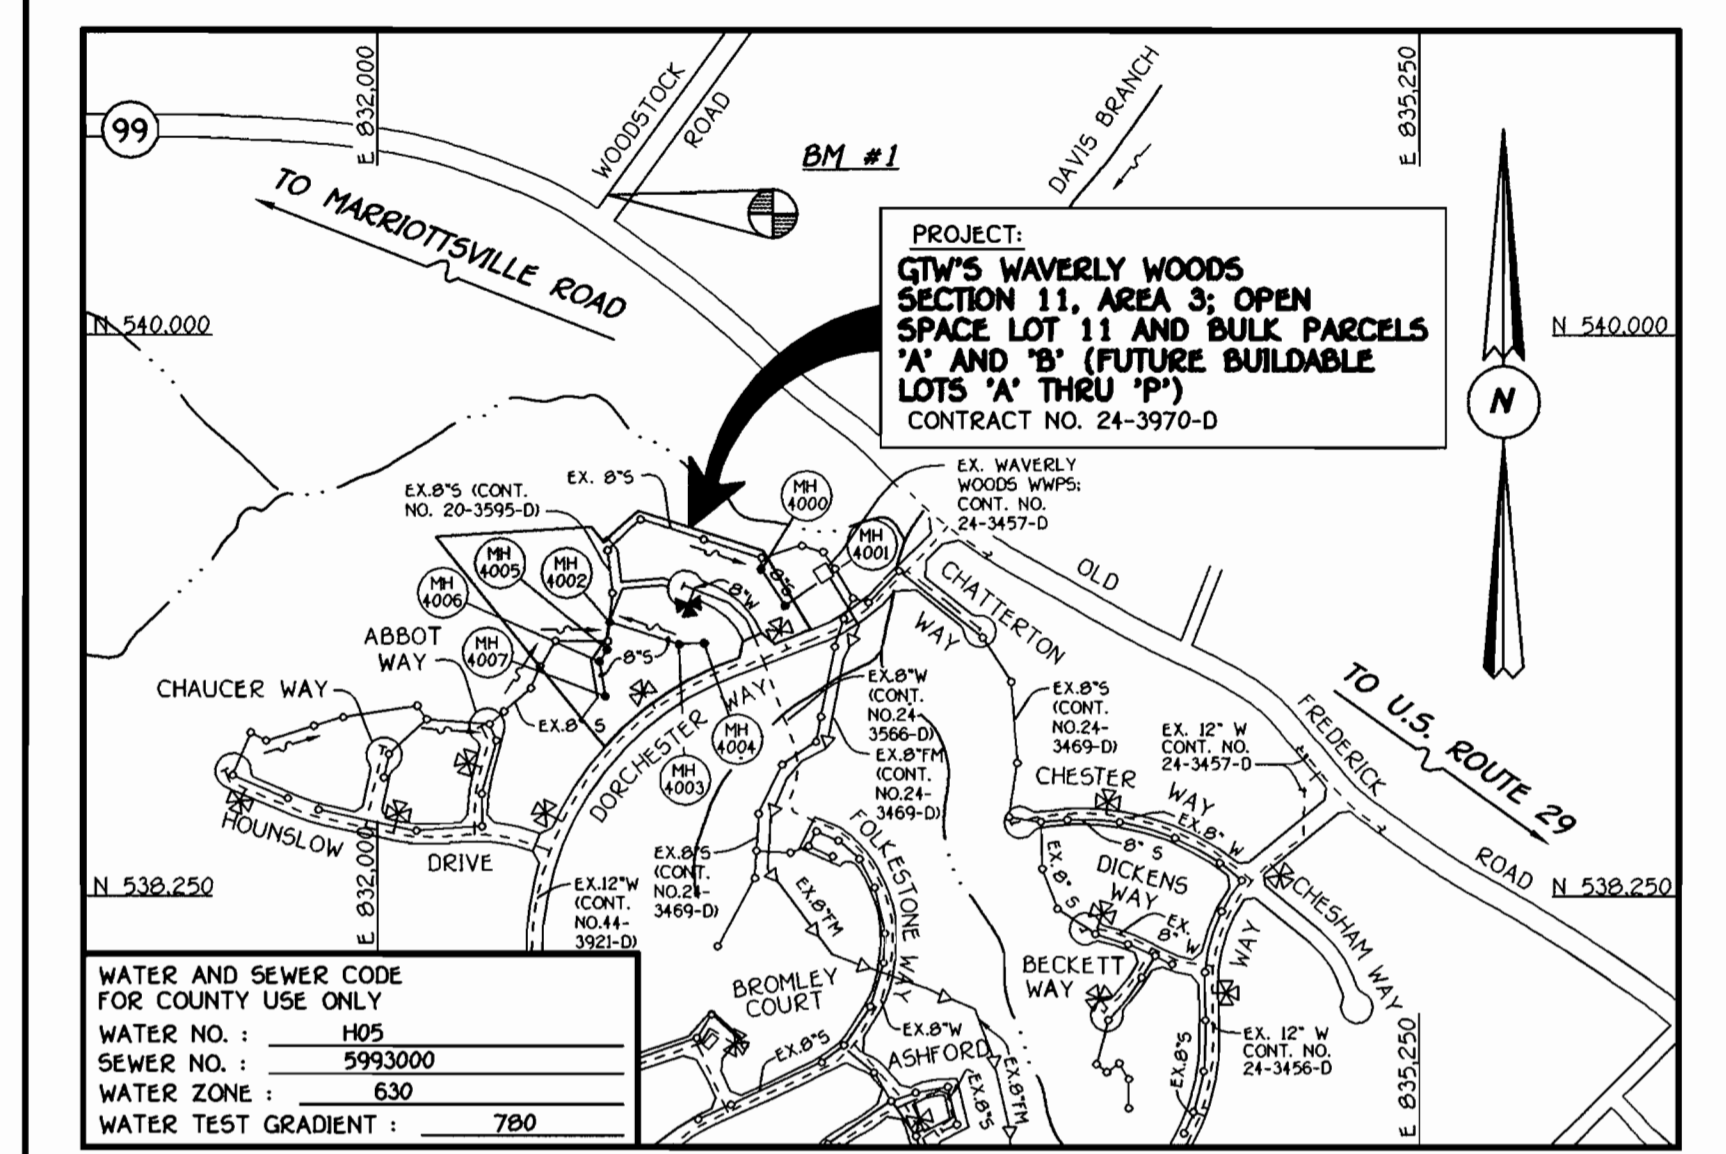 E 832,000
WOODSTOCK
ROAD
DAVIS BRANCH
E 835,250
99
BM #1
TO MARRIOTTSVILLE ROAD
PROJECT:
GTW'S WAVERLY WOODS
SECTION 11, AREA 3; OPEN
SPACE LOT 11 AND BULK PARCELS
'A' AND 'B' (FUTURE BUILDABLE
LOTS 'A' THRU 'P')
CONTRACT NO. 24-3970-D
N 540,000
N 540,000
N
EX.8"S (CONT.
NO. 20-3595-D)
EX. 8"S
MH
4000
EX. WAVERLY
WOODS WWPS;
CONT. NO.
24-3457-D
MH
4001
MH
4005
MH
4002
MH
4006
8"S
8"W
OLD
CHATTERTON
WAY
ABBOT
WAY
MH
4007
8"S
CHAUCER WAY
EX.8" S
DORCHESTER WAY
MH
4004
MH
4003
EX.8"W
(CONT.
NO.24-
3566-D)
EX.8"FM
(CONT.
NO.24-
3469-D)
EX.8"S
(CONT.
NO.24-
3469-D)
EX. 12" W
CONT. NO.
24-3457-D
FREDERICK
ROAD
TO U.S. ROUTE 29
CHESTER
WAY
EX.8" W
8" S
HOUNSLOW
DRIVE
E 832,000
N 538,250
EX.12"W
(CONT.
NO.44-
3921-D)
EX.8"S
(CONT.
NO.24-
3469-D)
FOLKESTONE WAY
EX.8"FM
EX.8" S
DICKENS
WAY
EX.
8" W
CHESHAM WAY
N 538,250
BECKETT
WAY
WAY
BROMLEY
COURT
EX.8"S
EX.8"W
ASHFORD
EX.8"S
EX.8"FM
EX.8"S
EX. 12" W
CONT. NO.
24-3456-D
E 835,250
WATER AND SEWER CODE
FOR COUNTY USE ONLY
WATER NO. : H05
SEWER NO. : 5993000
WATER ZONE : 630
WATER TEST GRADIENT : 780